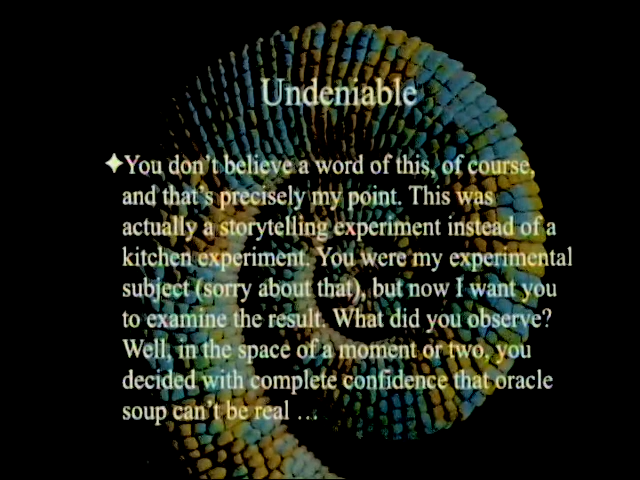 Undeniable
✦You don't believe a word of this, of course,
and that's precisely my point. This was
actually a storytelling experiment instead of a
kitchen experiment. You were my experimental
subject (sorry about that), but now I want you
to examine the result. What did you observe?
Well, in the space of a moment or two, you
decided with complete confidence that oracle
soup can't be real …